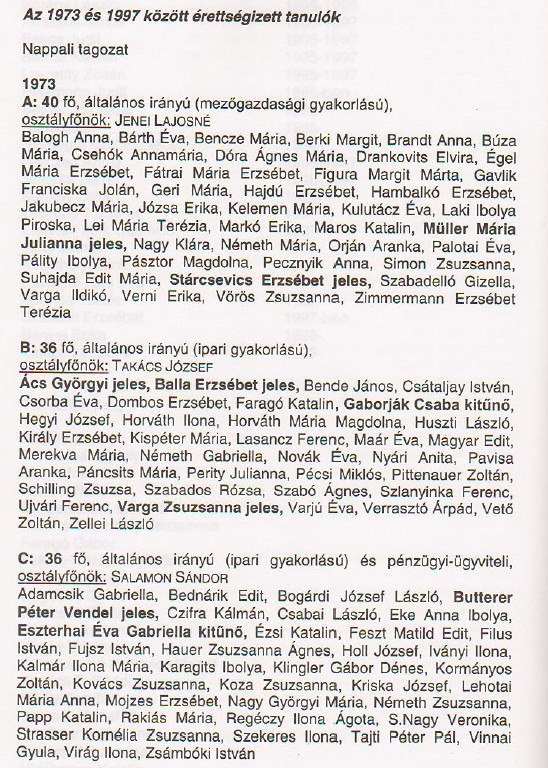 Az 1973 és 1997 között érettségizett tanulók
Nappali tagozat
1973
A: 40 fő, általános irányú (mezőgazdasági gyakorlású),
osztályfőnök: JENEI LAJOSNÉ
Balogh Anna, Bárth Éva, Bencze Mária, Berki Margit, Brandt Anna, Búza
Mária, Csehók Annamária, Dóra Ágnes Mária, Drankovits Elvira, Égel
Mária Erzsébet, Fátrai Mária Erzsébet, Figura Margit Márta, Gavlik
Franciska Jolán, Geri Mária, Hajdú Erzsébet, Hambalkó Erzsébet,
Jakubecz Mária, Józsa Erika, Kelemen Mária, Kulutácz Éva, Laki Ibolya
Piroska, Lei Mária Terézia, Markó Erika, Maros Katalin, Müller Mária
Julianna jeles, Nagy Klára, Németh Mária, Orján Aranka, Palotai Éva,
Pálity Ibolya, Pásztor Magdolna, Pecznyik Anna, Simon Zsuzsanna,
Suhajda Edit Mária, Stárcsevics Erzsébet jeles, Szabadelló Gizella,
Varga Ildikó, Verni Erika, Vörös Zsuzsanna, Zimmermann Erzsébet
Terézia
B: 36 fő, általános irányú (ipari gyakorlású),
osztályfőnök: TAKÁCS JÓZSEF
Ács Györgyi jeles, Balla Erzsébet jeles, Bende János, Csátaljay István,
Csorba Éva, Dombos Erzsébet, Faragó Katalin, Gaborják Csaba kitűnő,
Hegyi József, Horváth Ilona, Horváth Mária Magdolna, Huszti László,
Király Erzsébet, Kispéter Mária, Lasancz Ferenc, Maár Éva, Magyar Edit,
Merekva Mária, Németh Gabriella, Novák Éva, Nyári Anita, Pavisa
Aranka, Páncsits Mária, Perity Julianna, Pécsi Miklós, Pittenauer Zoltán,
Schilling Zsuzsa, Szabados Rózsa, Szabó Ágnes, Szlanyinka Ferenc,
Ujvári Ferenc, Varga Zsuzsanna jeles, Varjú Éva, Verrasztó Árpád, Vető
Zoltán, Zellei László
C: 36 fő, általános irányú (ipari gyakorlású) és pénzügyi-ügyviteli,
osztályfőnök: SALAMON SÁNDOR
Adamcsik Gabriella, Bednárik Edit, Bogárdi József László, Butterer
Péter Vendel jeles, Czifra Kálmán, Csabai László, Eke Anna Ibolya,
Eszterhai Éva Gabriella kitűnő, Ézsi Katalin, Feszt Matild Edit, Filus
István, Fujsz István, Hauer Zsuzsanna Ágnes, Holl József, Iványi Ilona,
Kalmár Ilona Mária, Karagits Ibolya, Klingler Gábor Dénes, Kormányos
Zoltán, Kovács Zsuzsanna, Koza Zsuzsanna, Kriska József, Lehotai
Mária Anna, Mojzes Erzsébet, Nagy Györgyi Mária, Németh Zsuzsanna,
Papp Katalin, Rakiás Mária, Regéczy Ilona Ágota, S.Nagy Veronika,
Strasser Kornélia Zsuzsanna, Szekeres Ilona, Tajti Péter Pál, Vinnai
Gyula, Virág Ilona, Zsámbóki István